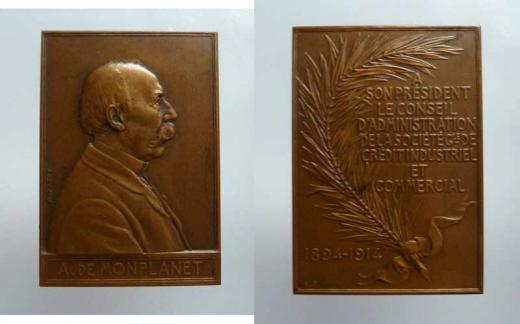 A. DE MONPLANET
A
SON PRÉSIDENT
LE CONSEIL
D'ADMINISTRATION
DE LA SOCIÉTÉ Gle DE
CRÉDIT INDUSTRIEL
ET
COMMERCIAL
1894-1914